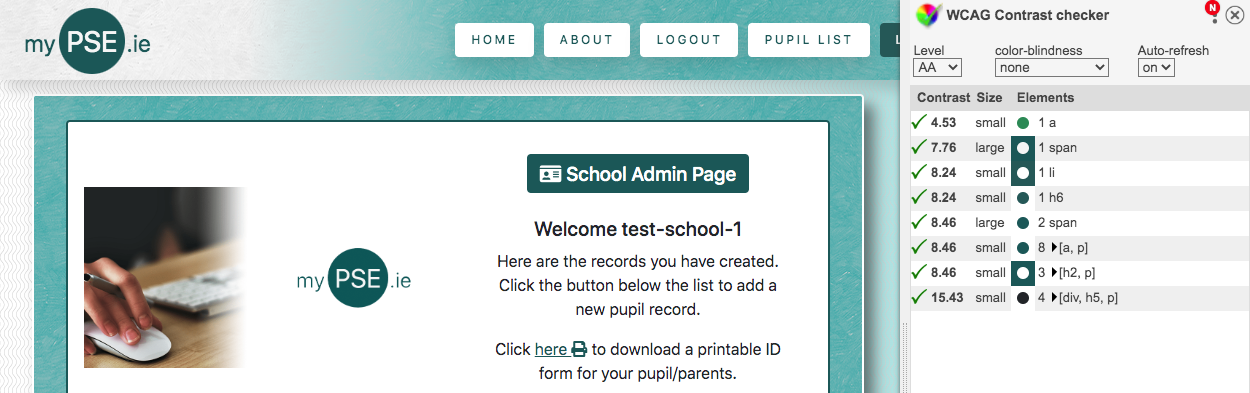 myPSE.ie
HOME
ABOUT
LOGOUT
PUPIL LIST
School Admin Page
Welcome test-school-1
Here are the records you have created.
Click the button below the list to add a
new pupil record.
Click here to download a printable ID
form for your pupil/parents.
myPSE.ie
WCAG Contrast checker
N
Level
color-blindness
Auto-refresh
AA
none
on
Contrast Size Elements
4.53 small 1 a
7.76 large 1 span
8.24 small 1 li
8.24 small 1 h6
8.46 large 2 span
8.46 small 8 [a, p]
8.46 small 3 [h2, p]
15.43 small 4 [div, h5, p]